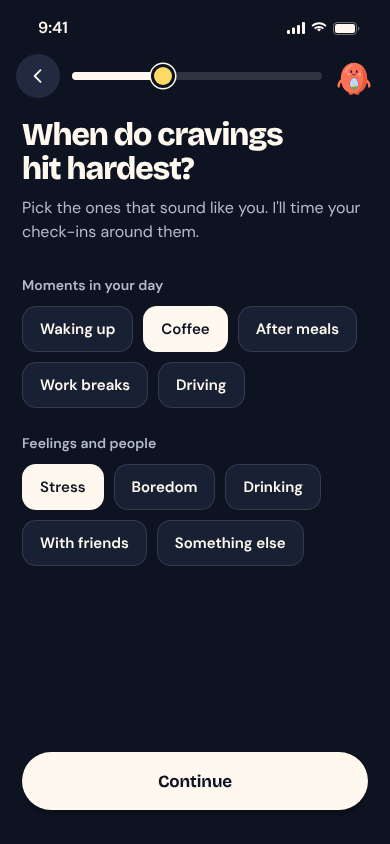 9:41
When do cravings
hit hardest?
Pick the ones that sound like you. I'll time your
check-ins around them.
Moments in your day
Waking up
Coffee
After meals
Work breaks
Driving
Feelings and people
Stress
Boredom
Drinking
With friends
Something else
Continue